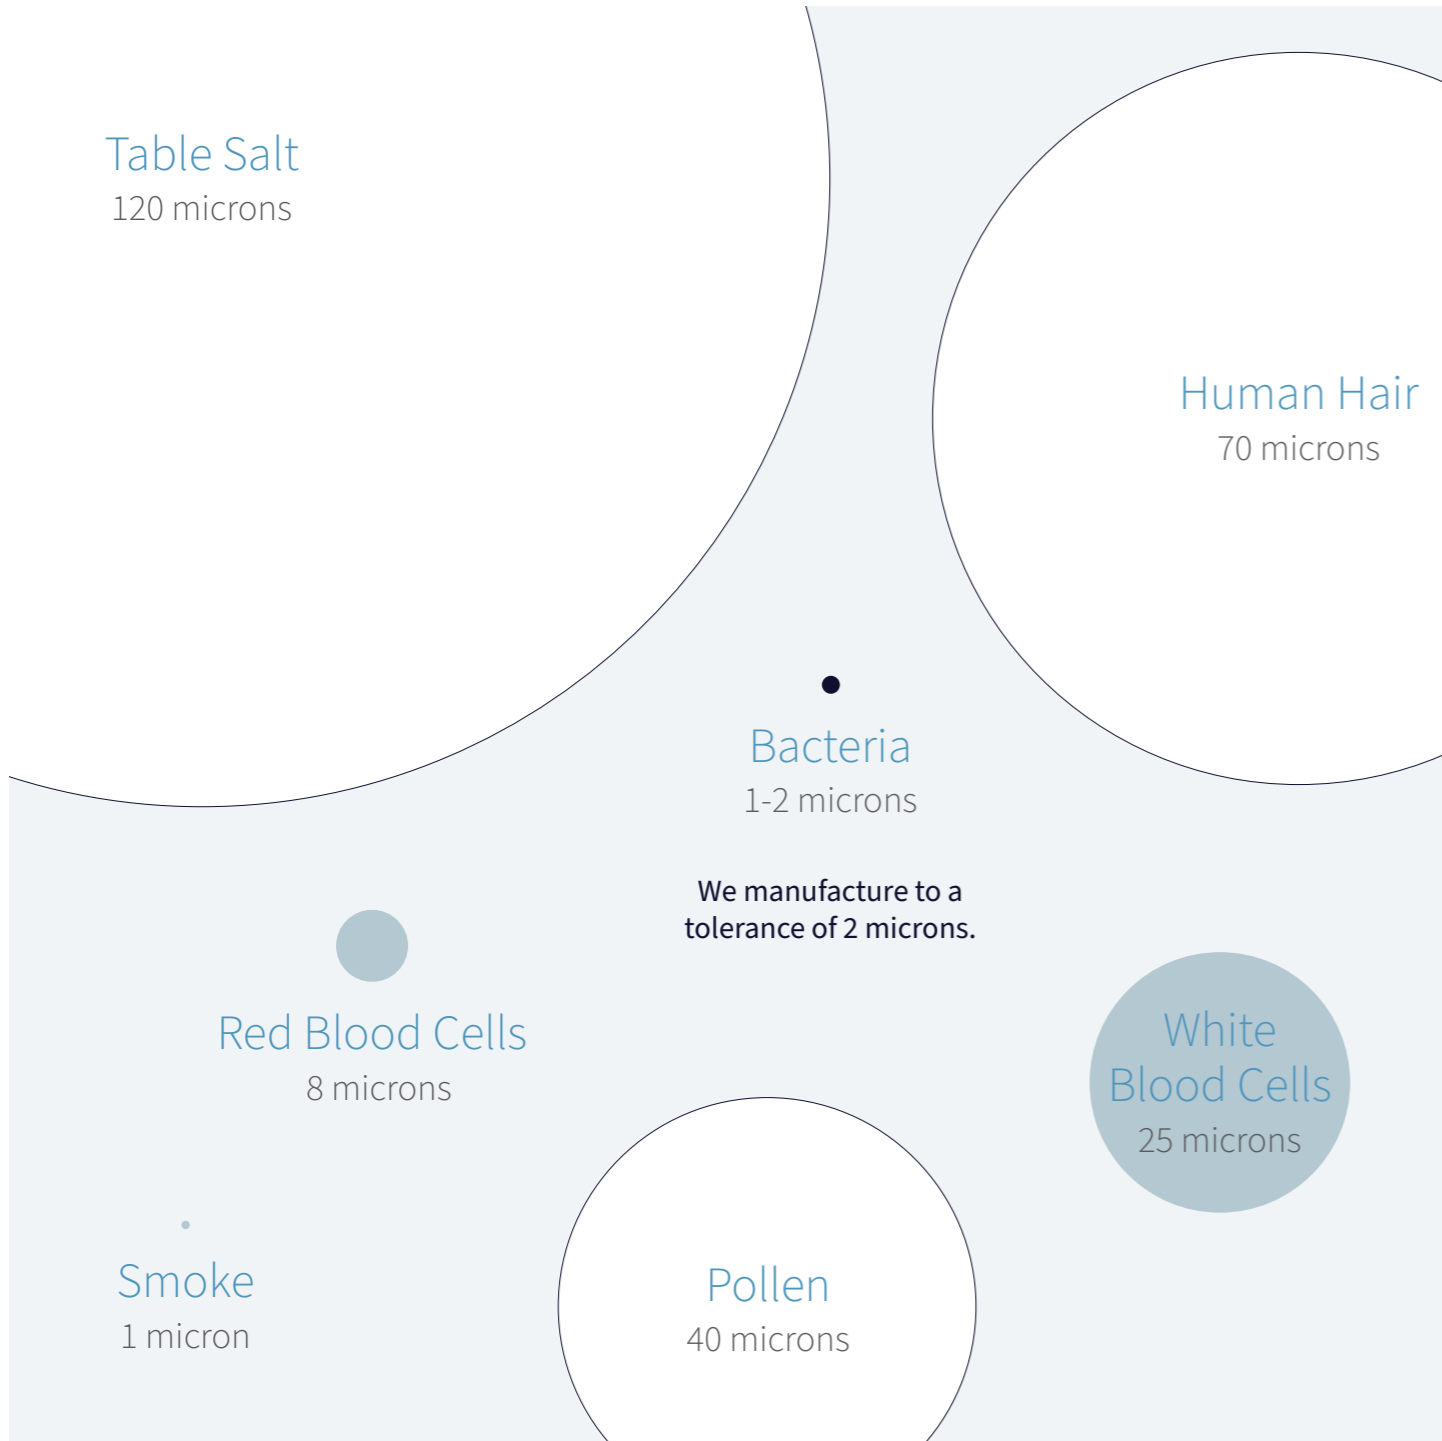 Table Salt
120 microns
Human Hair
70 microns
Bacteria
1-2 microns
We manufacture to a
tolerance of 2 microns.
Red Blood Cells
8 microns
White
Blood Cells
25 microns
Smoke
1 micron
Pollen
40 microns